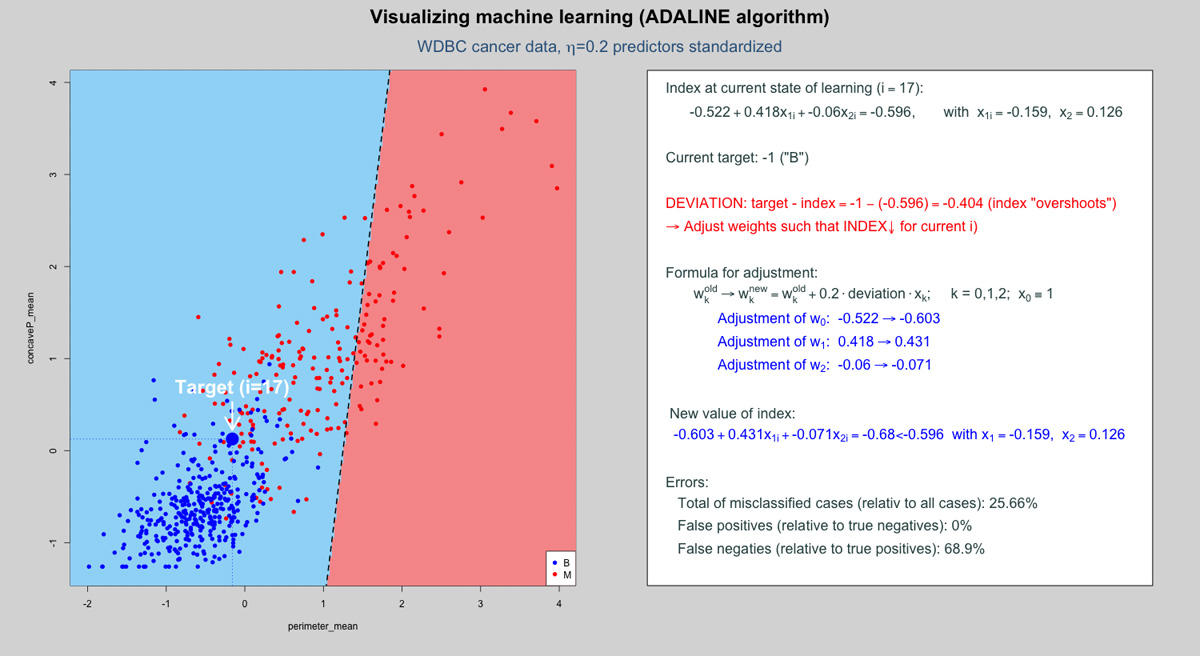 Visualizing machine learning (ADALINE algorithm)
WDBC cancer data, η=0.2 predictors standardized
concaveP_mean
4
3
2
1
0
-1
Target (i=17)
B
M
-2 -1 0 1 2 3 4
perimeter_mean
Index at current state of learning (i = 17):
-0.522 + 0.418x₁ᵢ + -0.06x₂ᵢ = -0.596, with x₁ᵢ = -0.159, x₂ = 0.126
Current target: -1 ("B")
DEVIATION: target - index = -1 − (-0.596) = -0.404 (index "overshoots")
→ Adjust weights such that INDEX↓ for current i)
Formula for adjustment:
wₖ^old → wₖ^new = wₖ^old + 0.2 · deviation · xₖ; k = 0,1,2; x₀ ≡ 1
Adjustment of w₀: -0.522 → -0.603
Adjustment of w₁: 0.418 → 0.431
Adjustment of w₂: -0.06 → -0.071
New value of index:
-0.603 + 0.431x₁ᵢ + -0.071x₂ᵢ = -0.68<-0.596 with x₁ = -0.159, x₂ = 0.126
Errors:
Total of misclassified cases (relativ to all cases): 25.66%
False positives (relative to true negatives): 0%
False negaties (relative to true positives): 68.9%